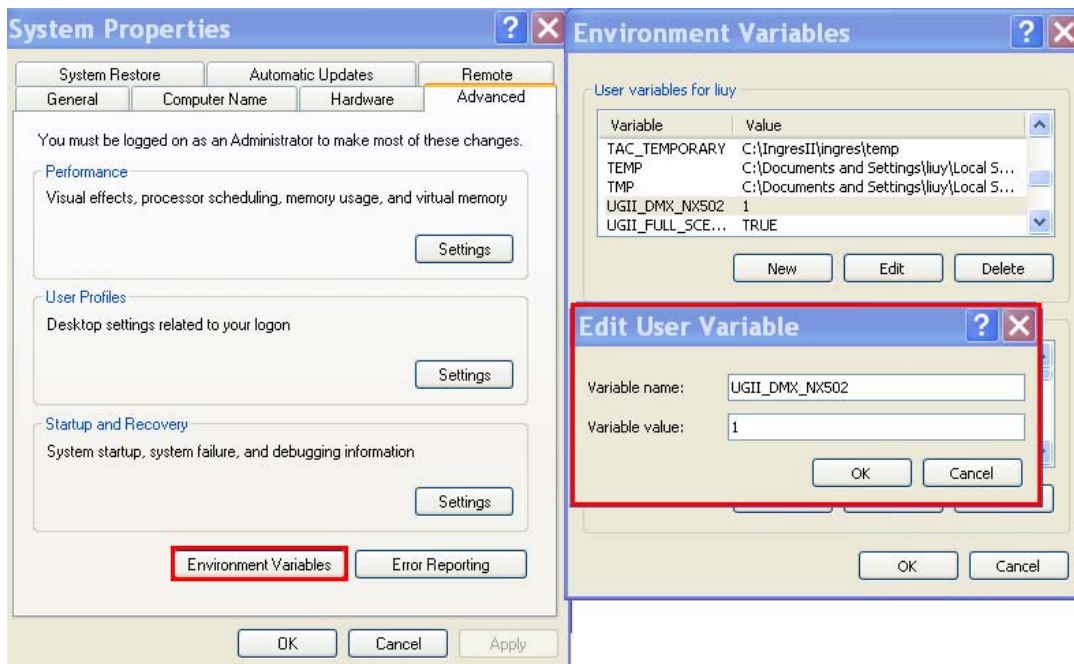 System Properties
System Restore Automatic Updates Remote
General Computer Name Hardware Advanced
You must be logged on as an Administrator to make most of these changes.
Performance
Visual effects, processor scheduling, memory usage, and virtual memory
Settings
User Profiles
Desktop settings related to your logon
Settings
Startup and Recovery
System startup, system failure, and debugging information
Settings
Environment Variables Error Reporting
OK Cancel Apply
Environment Variables
User variables for liuy
Variable Value
TAC_TEMPORARY C:\IngresII\ingres\temp
TEMP C:\Documents and Settings\liuy\Local S...
TMP C:\Documents and Settings\liuy\Local S...
UGII_DMX_NX502 1
UGII_FULL_SCE... TRUE
New Edit Delete
Edit User Variable
Variable name: UGII_DMX_NX502
Variable value: 1
OK Cancel
OK Cancel